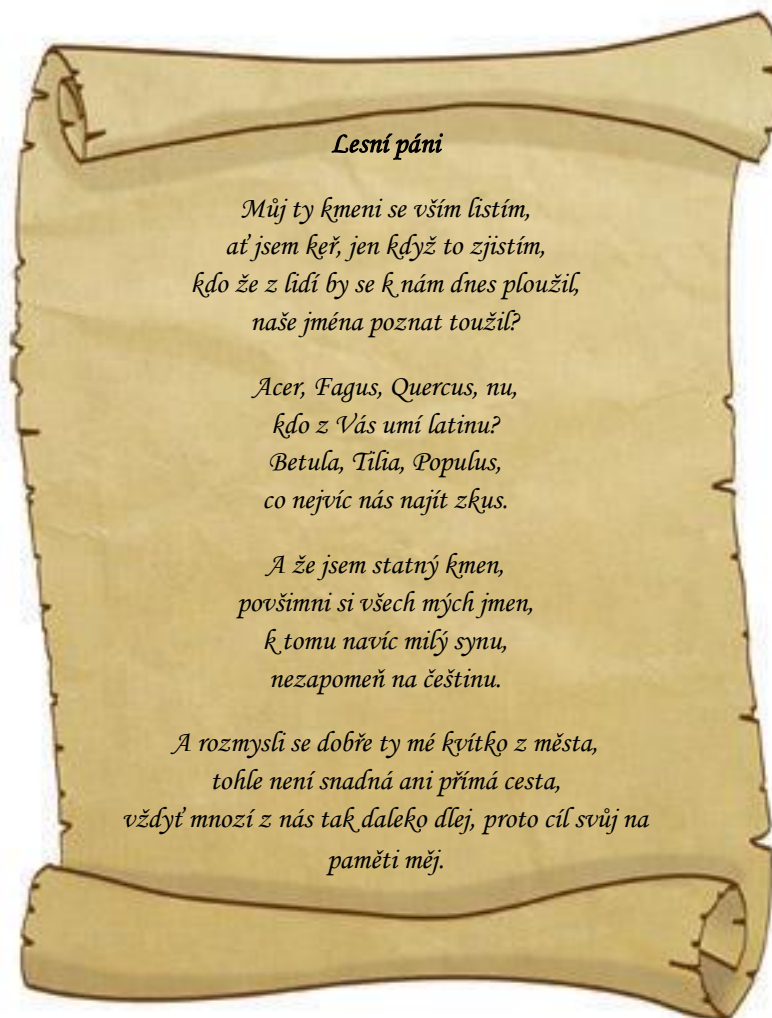 Lesní páni
Můj ty kmeni se vším listím,
ať jsem keř, jen když to zjistím,
kdo že z lidí by se k nám dnes ploužil,
naše jména poznat toužil?
Acer, Fagus, Quercus, nu,
kdo z Vás umí latinu?
Betula, Tilia, Populus,
co nejvíc nás najít zkus.
A že jsem statný kmen,
povšimni si všech mých jmen,
k tomu navíc milý synu,
nezapomeň na češtinu.
A rozmysli se dobře ty mé kvítko z města,
tohle není snadná ani přímá cesta,
vždyť mnozí z nás tak daleko dlej, proto cíl svůj na
paměti měj.